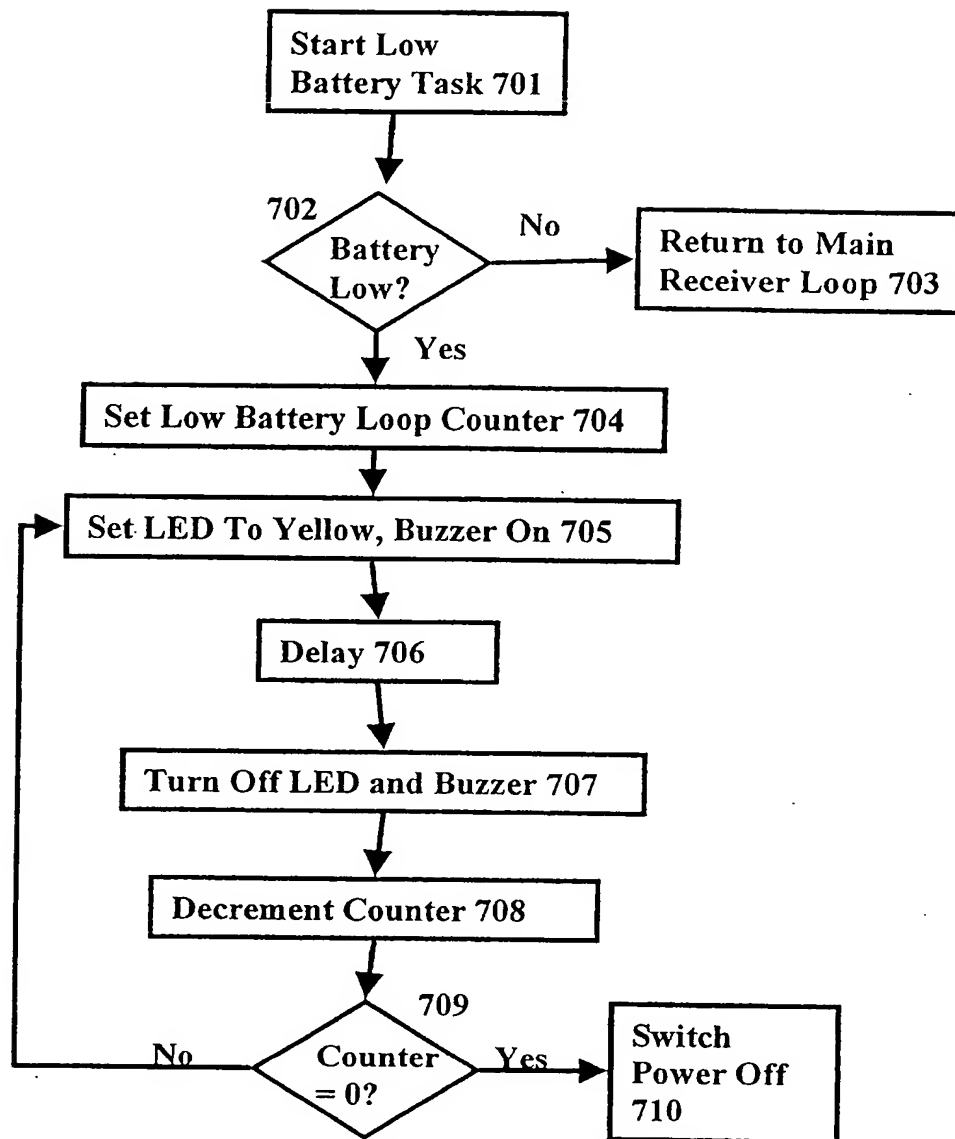 Start Low
Battery Task 701
702
Battery
Low?
No
Return to Main
Receiver Loop 703
Yes
Set Low Battery Loop Counter 704
Set LED To Yellow, Buzzer On 705
Delay 706
Turn Off LED and Buzzer 707
Decrement Counter 708
709
Counter
= 0?
No
Yes
Switch
Power Off
710